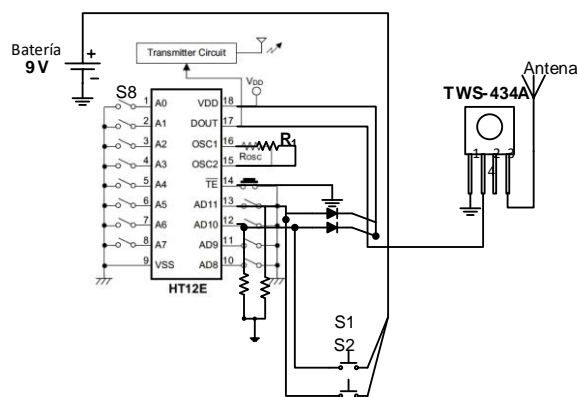 Batería
9V
Transmitter Circuit
VDD
Antena
TWS-434A
S8
1 A0 VDD 18
2 A1 DOUT 17
3 A2 OSC1 16
R1
ROSC
4 A3 OSC2 15
5 A4 TE 14
6 A5 AD11 13
7 A6 AD10 12
8 A7 AD9 11
9 VSS AD8 10
HT12E
1 2 3
4
S1
S2